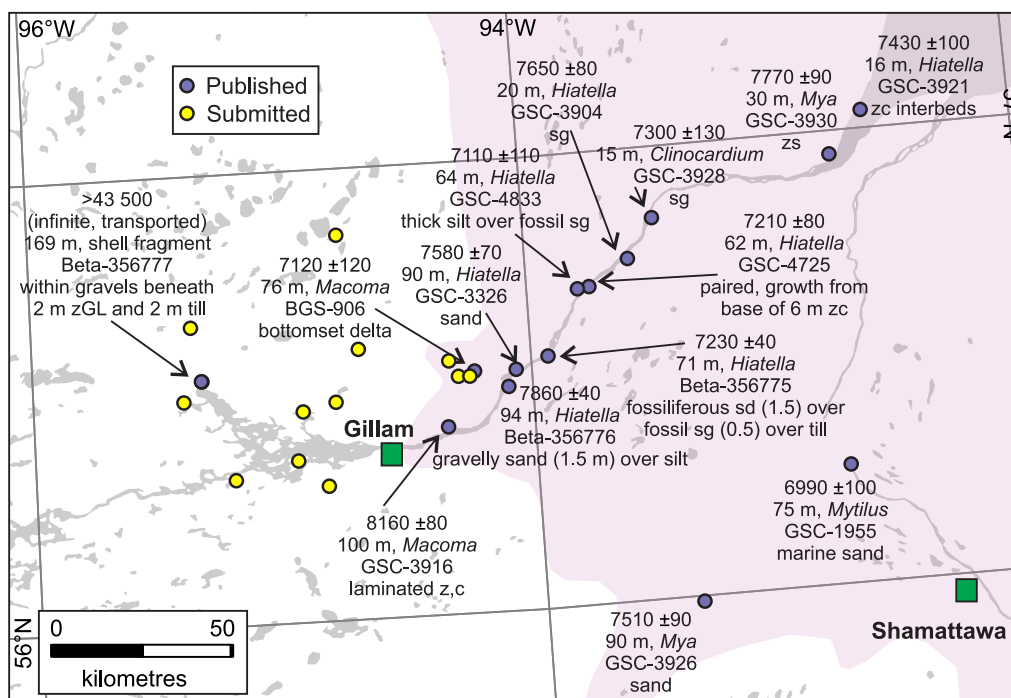 96°W
94°W
Published
Submitted
7650 ±80
20 m, Hiatella
GSC-3904
sg
7770 ±90
30 m, Mya
GSC-3930
zs
7430 ±100
16 m, Hiatella
GSC-3921
zc interbeds
7110 ±110
64 m, Hiatella
GSC-4833
thick silt over fossil sg
7300 ±130
15 m, Clinocardium
GSC-3928
sg
>43 500
(infinite, transported)
169 m, shell fragment
Beta-356777
within gravels beneath
2 m zGL and 2 m till
7120 ±120
76 m, Macoma
BGS-906
bottomset delta
7580 ±70
90 m, Hiatella
GSC-3326
sand
7210 ±80
62 m, Hiatella
GSC-4725
paired, growth from
base of 6 m zc
7230 ±40
71 m, Hiatella
Beta-356775
fossiliferous sd (1.5) over
fossil sg (0.5) over till
7860 ±40
94 m, Hiatella
Beta-356776
gravelly sand (1.5 m) over silt
Gillam
8160 ±80
100 m, Macoma
GSC-3916
laminated z,c
6990 ±100
75 m, Mytilus
GSC-1955
marine sand
7510 ±90
90 m, Mya
GSC-3926
sand
Shamattawa
56°N
0 50
kilometres